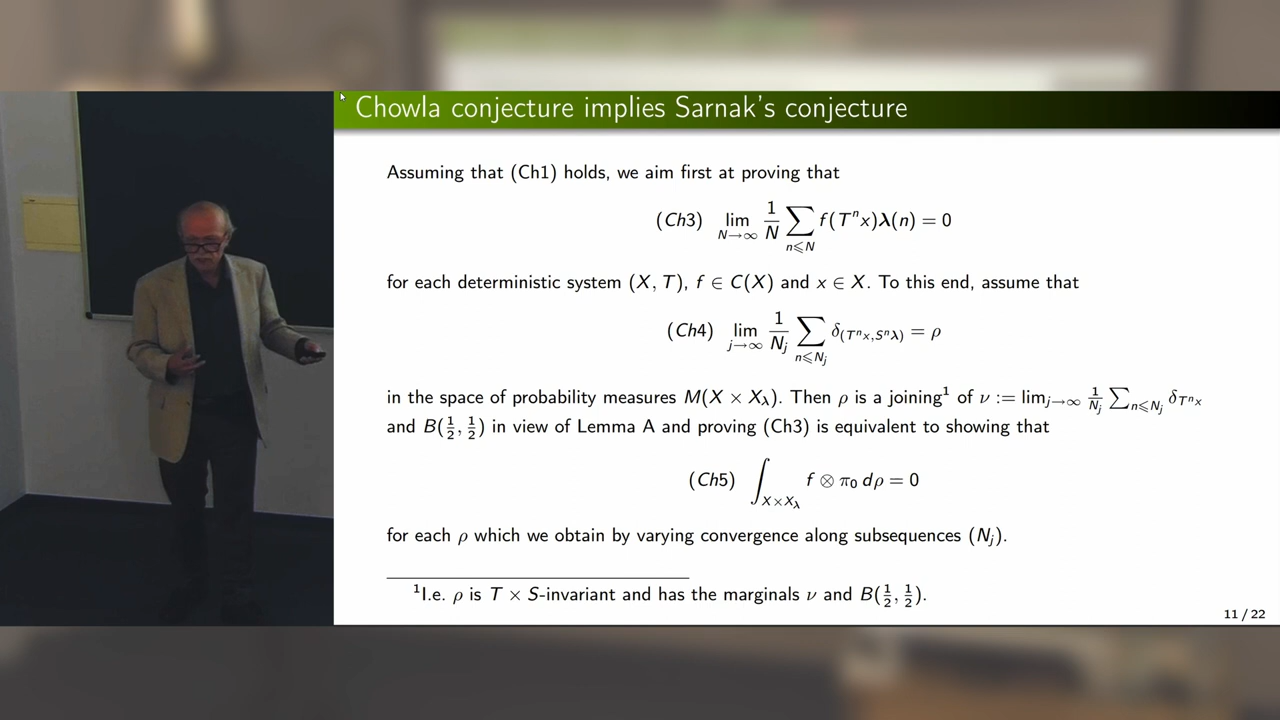 Chowla conjecture implies Sarnak's conjecture
Assuming that (Ch1) holds, we aim first at proving that
(Ch3) lim_{N→∞} \frac{1}{N} ∑_{n⩽N} f(T^n x)λ(n) = 0
for each deterministic system (X, T), f ∈ C(X) and x ∈ X. To this end, assume that
(Ch4) lim_{j→∞} \frac{1}{N_j} ∑_{n⩽N_j} δ_{(T^n x,S^n λ)} = ρ
in the space of probability measures M(X × X_λ). Then ρ is a joining¹ of ν := lim_{j→∞} \frac{1}{N_j} ∑_{n⩽N_j} δ_{T^n x}
and B(½, ½) in view of Lemma A and proving (Ch3) is equivalent to showing that
(Ch5) ∫_{X×X_λ} f ⊗ π₀ dρ = 0
for each ρ which we obtain by varying convergence along subsequences (N_j).
¹I.e. ρ is T × S-invariant and has the marginals ν and B(½, ½).
11 / 22